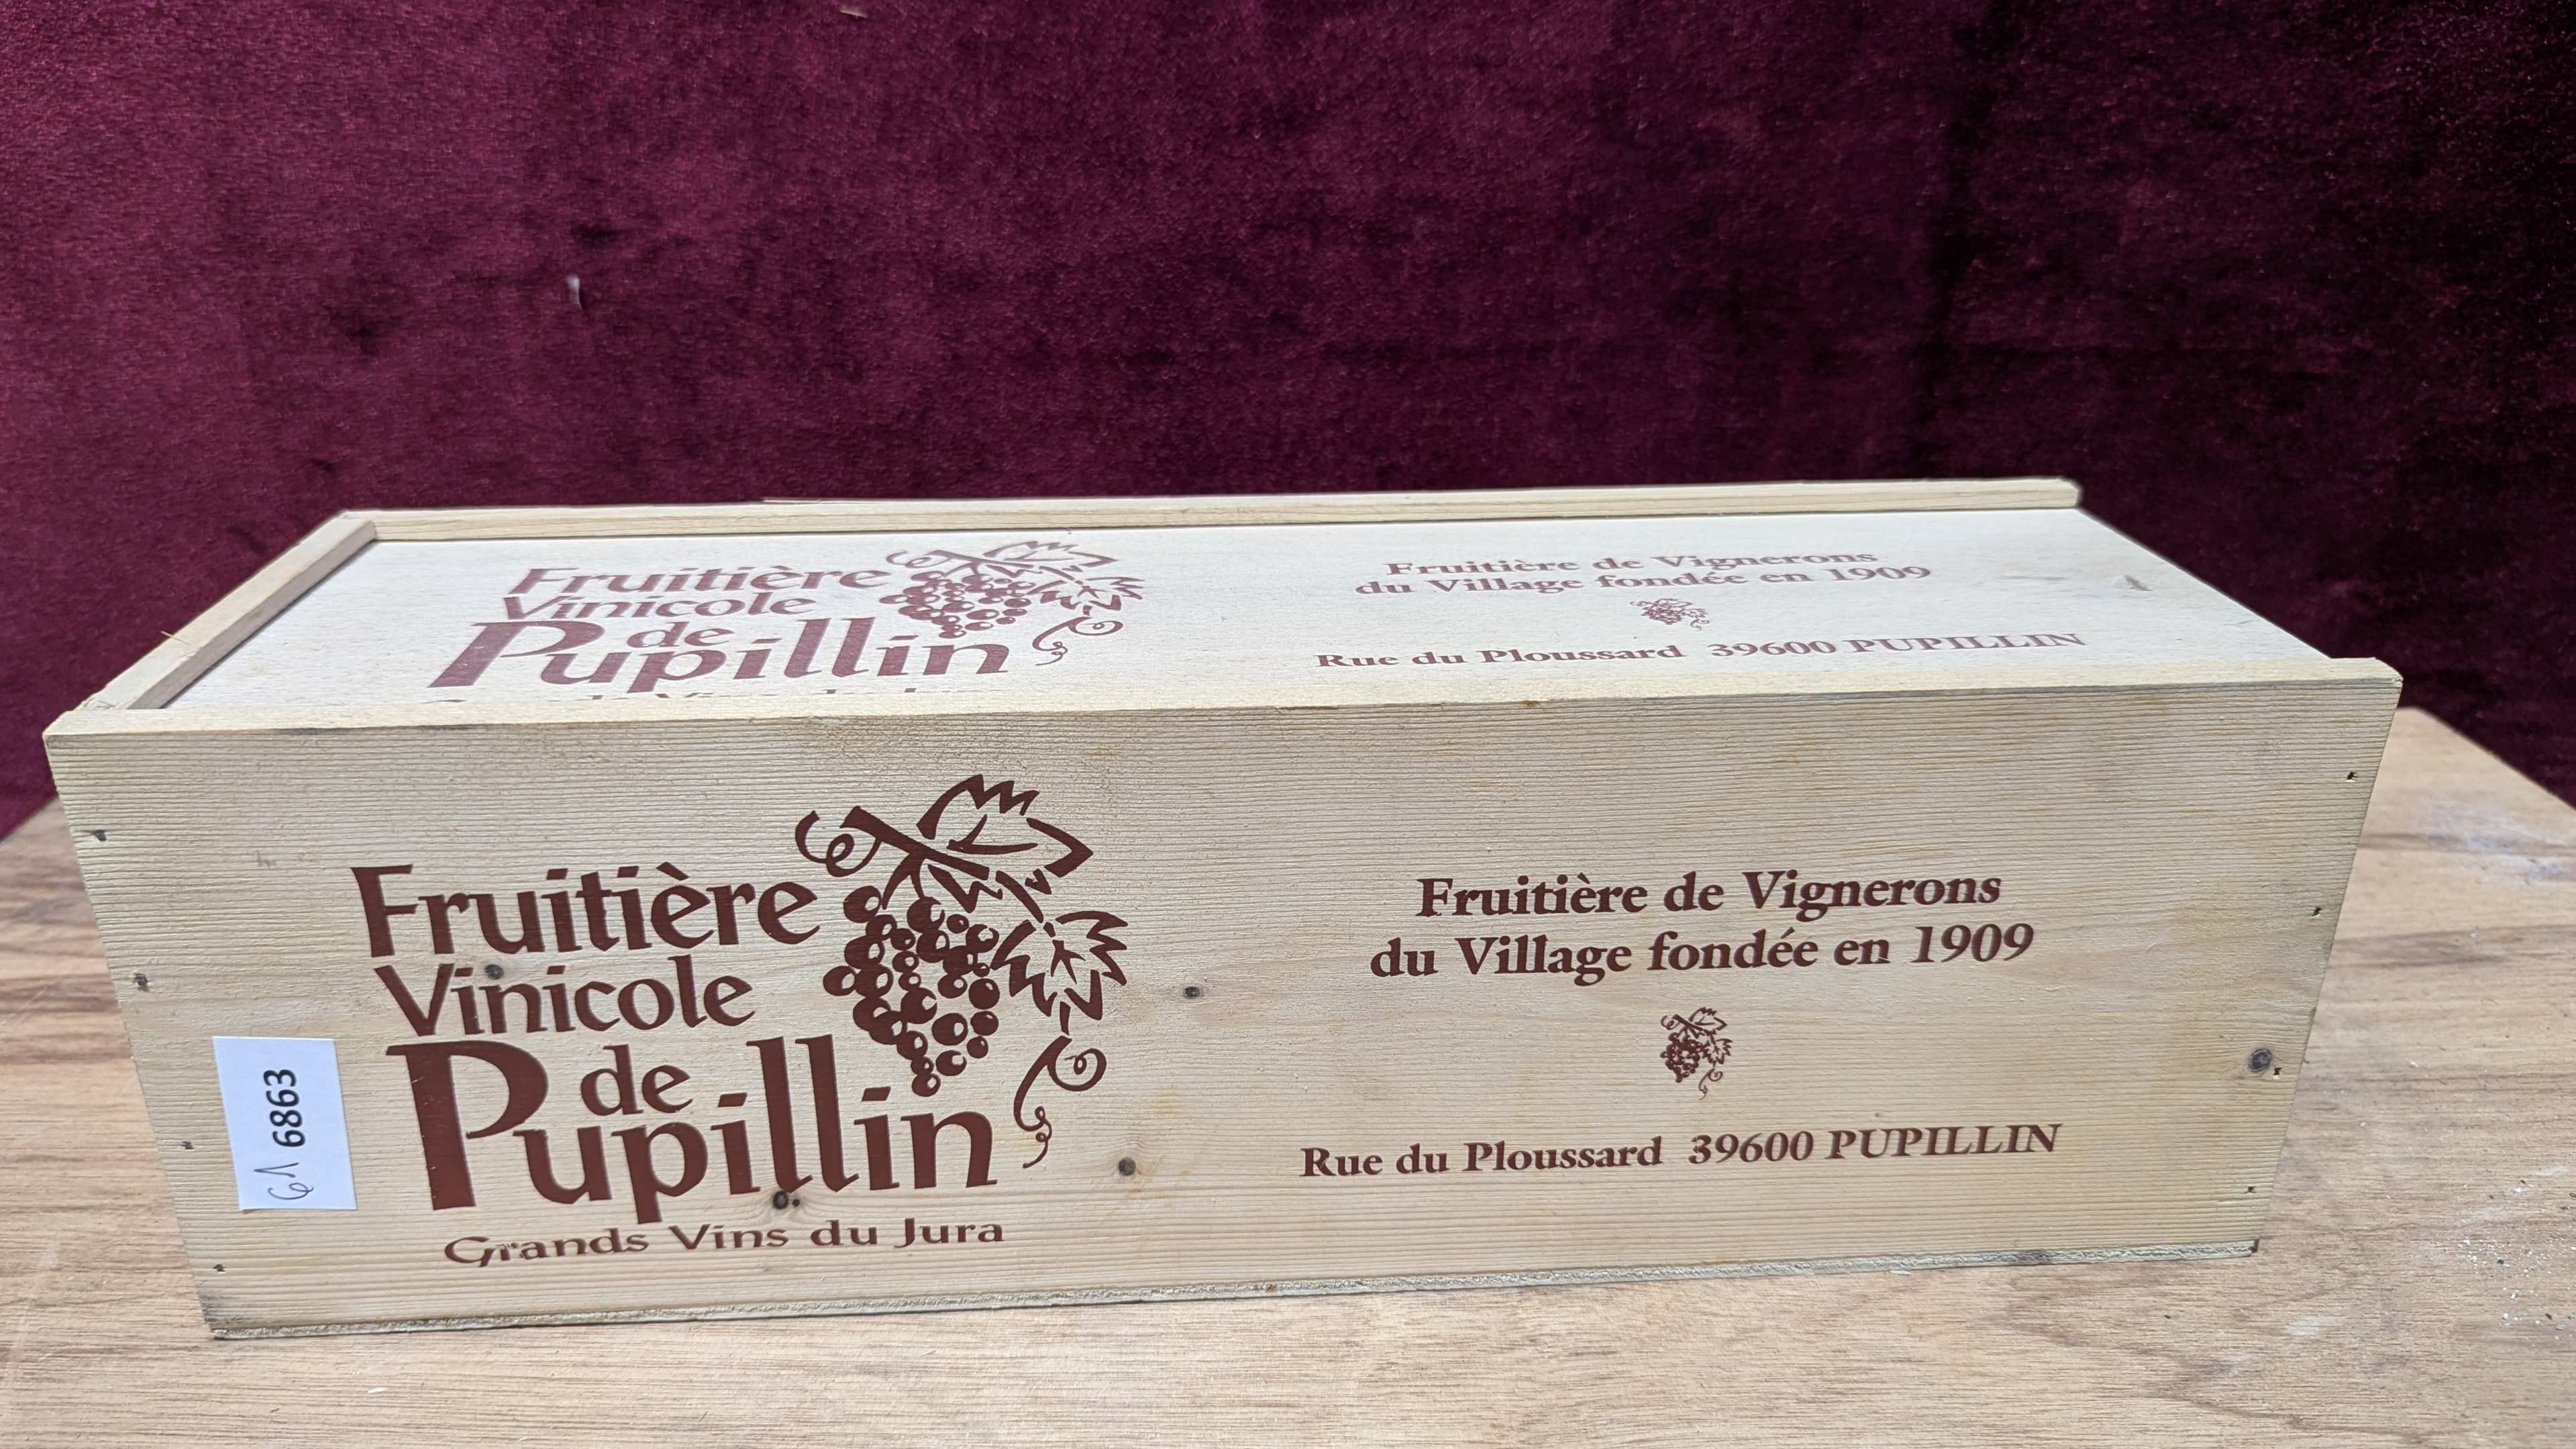 Fruitière
Vinicole
de
Pupillin
Fruitière de Vignerons
du Village fondée en 1909
Rue du Ploussard 39600 PUPILLIN
Fruitière
Vinicole
de
Pupillin
Grands Vins du Jura
Fruitière de Vignerons
du Village fondée en 1909
Rue du Ploussard 39600 PUPILLIN
6863